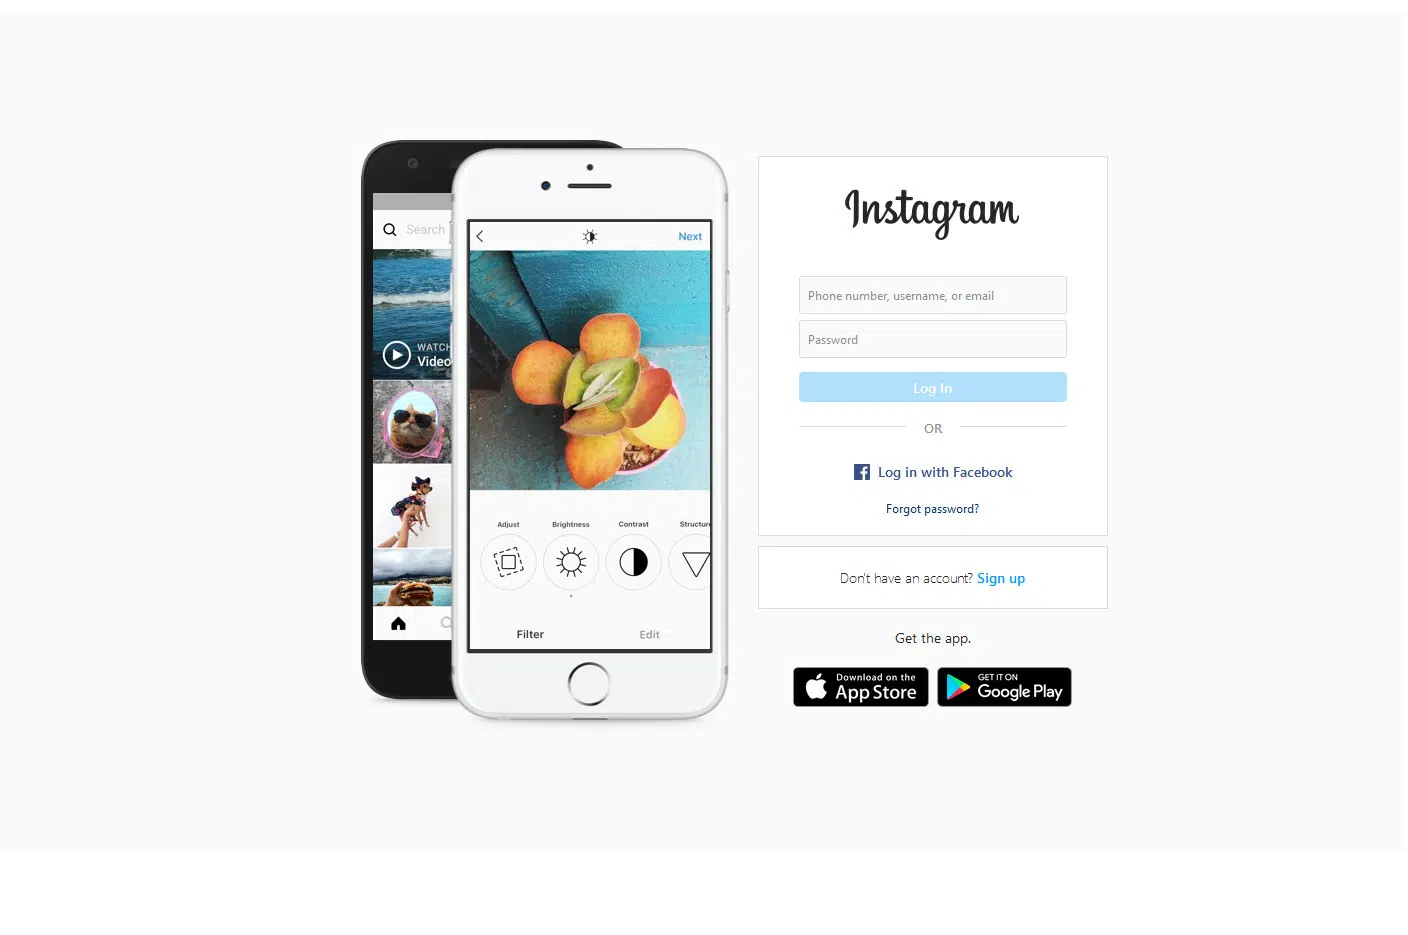 Search
WATCH
Video
Next
Adjust
Brightness
Contrast
Structure
Filter
Edit
Instagram
Phone number, username, or email
Password
Log In
OR
Log in with Facebook
Forgot password?
Don't have an account? Sign up
Get the app.
Download on the
App Store
GET IT ON
Google Play